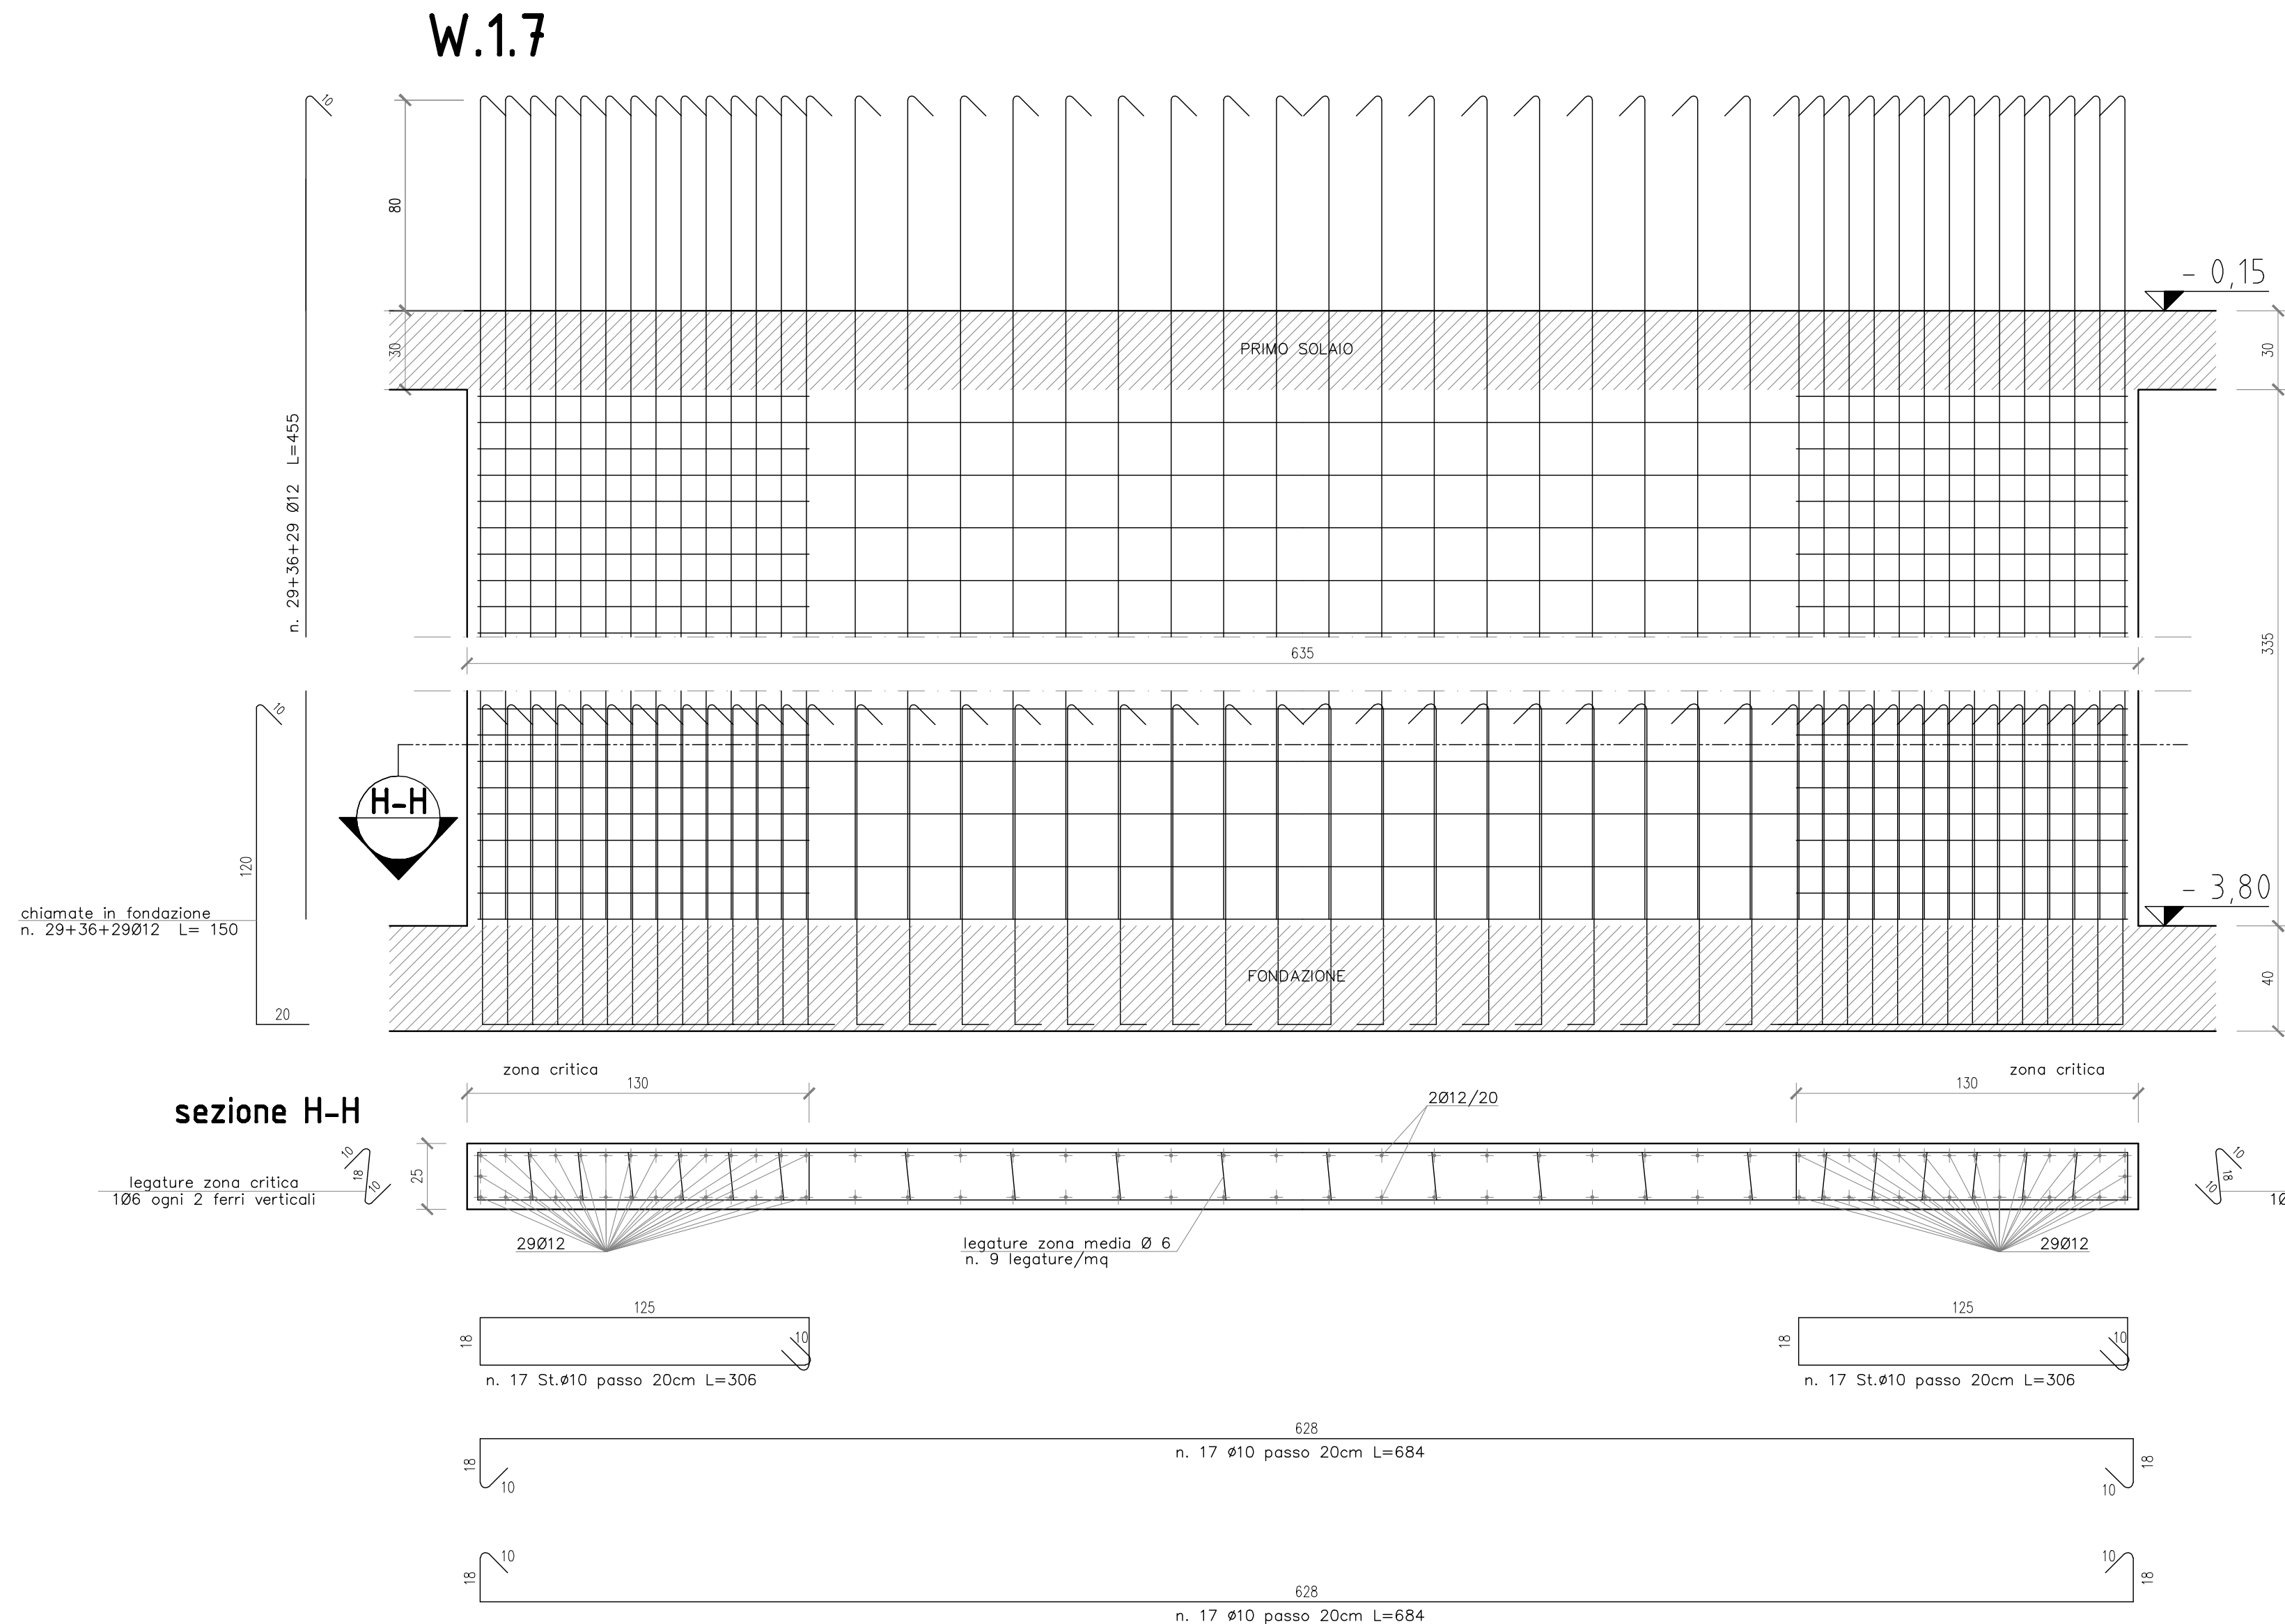 W.1.7
10
80
- 0,15
30
PRIMO SOLAIO
30
n. 29+36+29 Ø12 L=455
635
335
10
H-H
120
- 3,80
chiamate in fondazione
n. 29+36+29Ø12 L= 150
FONDAZIONE
40
20
zona critica
zona critica
130
130
sezione H-H
2Ø12/20
10
18
10
25
legature zona critica
1Ø6 ogni 2 ferri verticali
10
18
10
1Ø
29Ø12
legature zona media Ø 6
n. 9 legature/mq
29Ø12
125
125
18
10
18
10
n. 17 St.Ø10 passo 20cm L=306
n. 17 St.Ø10 passo 20cm L=306
628
n. 17 Ø10 passo 20cm L=684
18
10
18
10
10
18
10
18
628
n. 17 Ø10 passo 20cm L=684